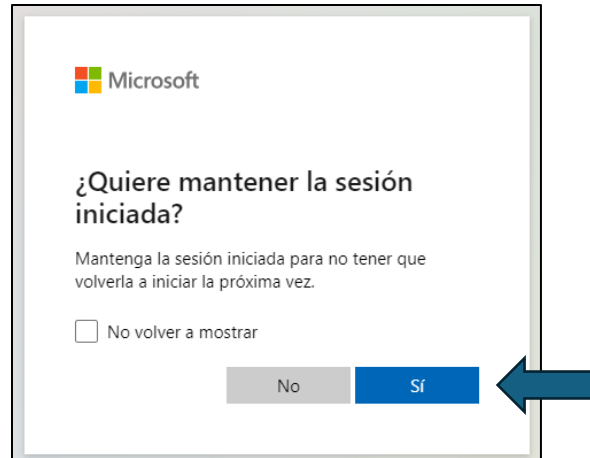 Microsoft
¿Quiere mantener la sesión
iniciada?
Mantenga la sesión iniciada para no tener que
volverla a iniciar la próxima vez.
No volver a mostrar
No
Sí